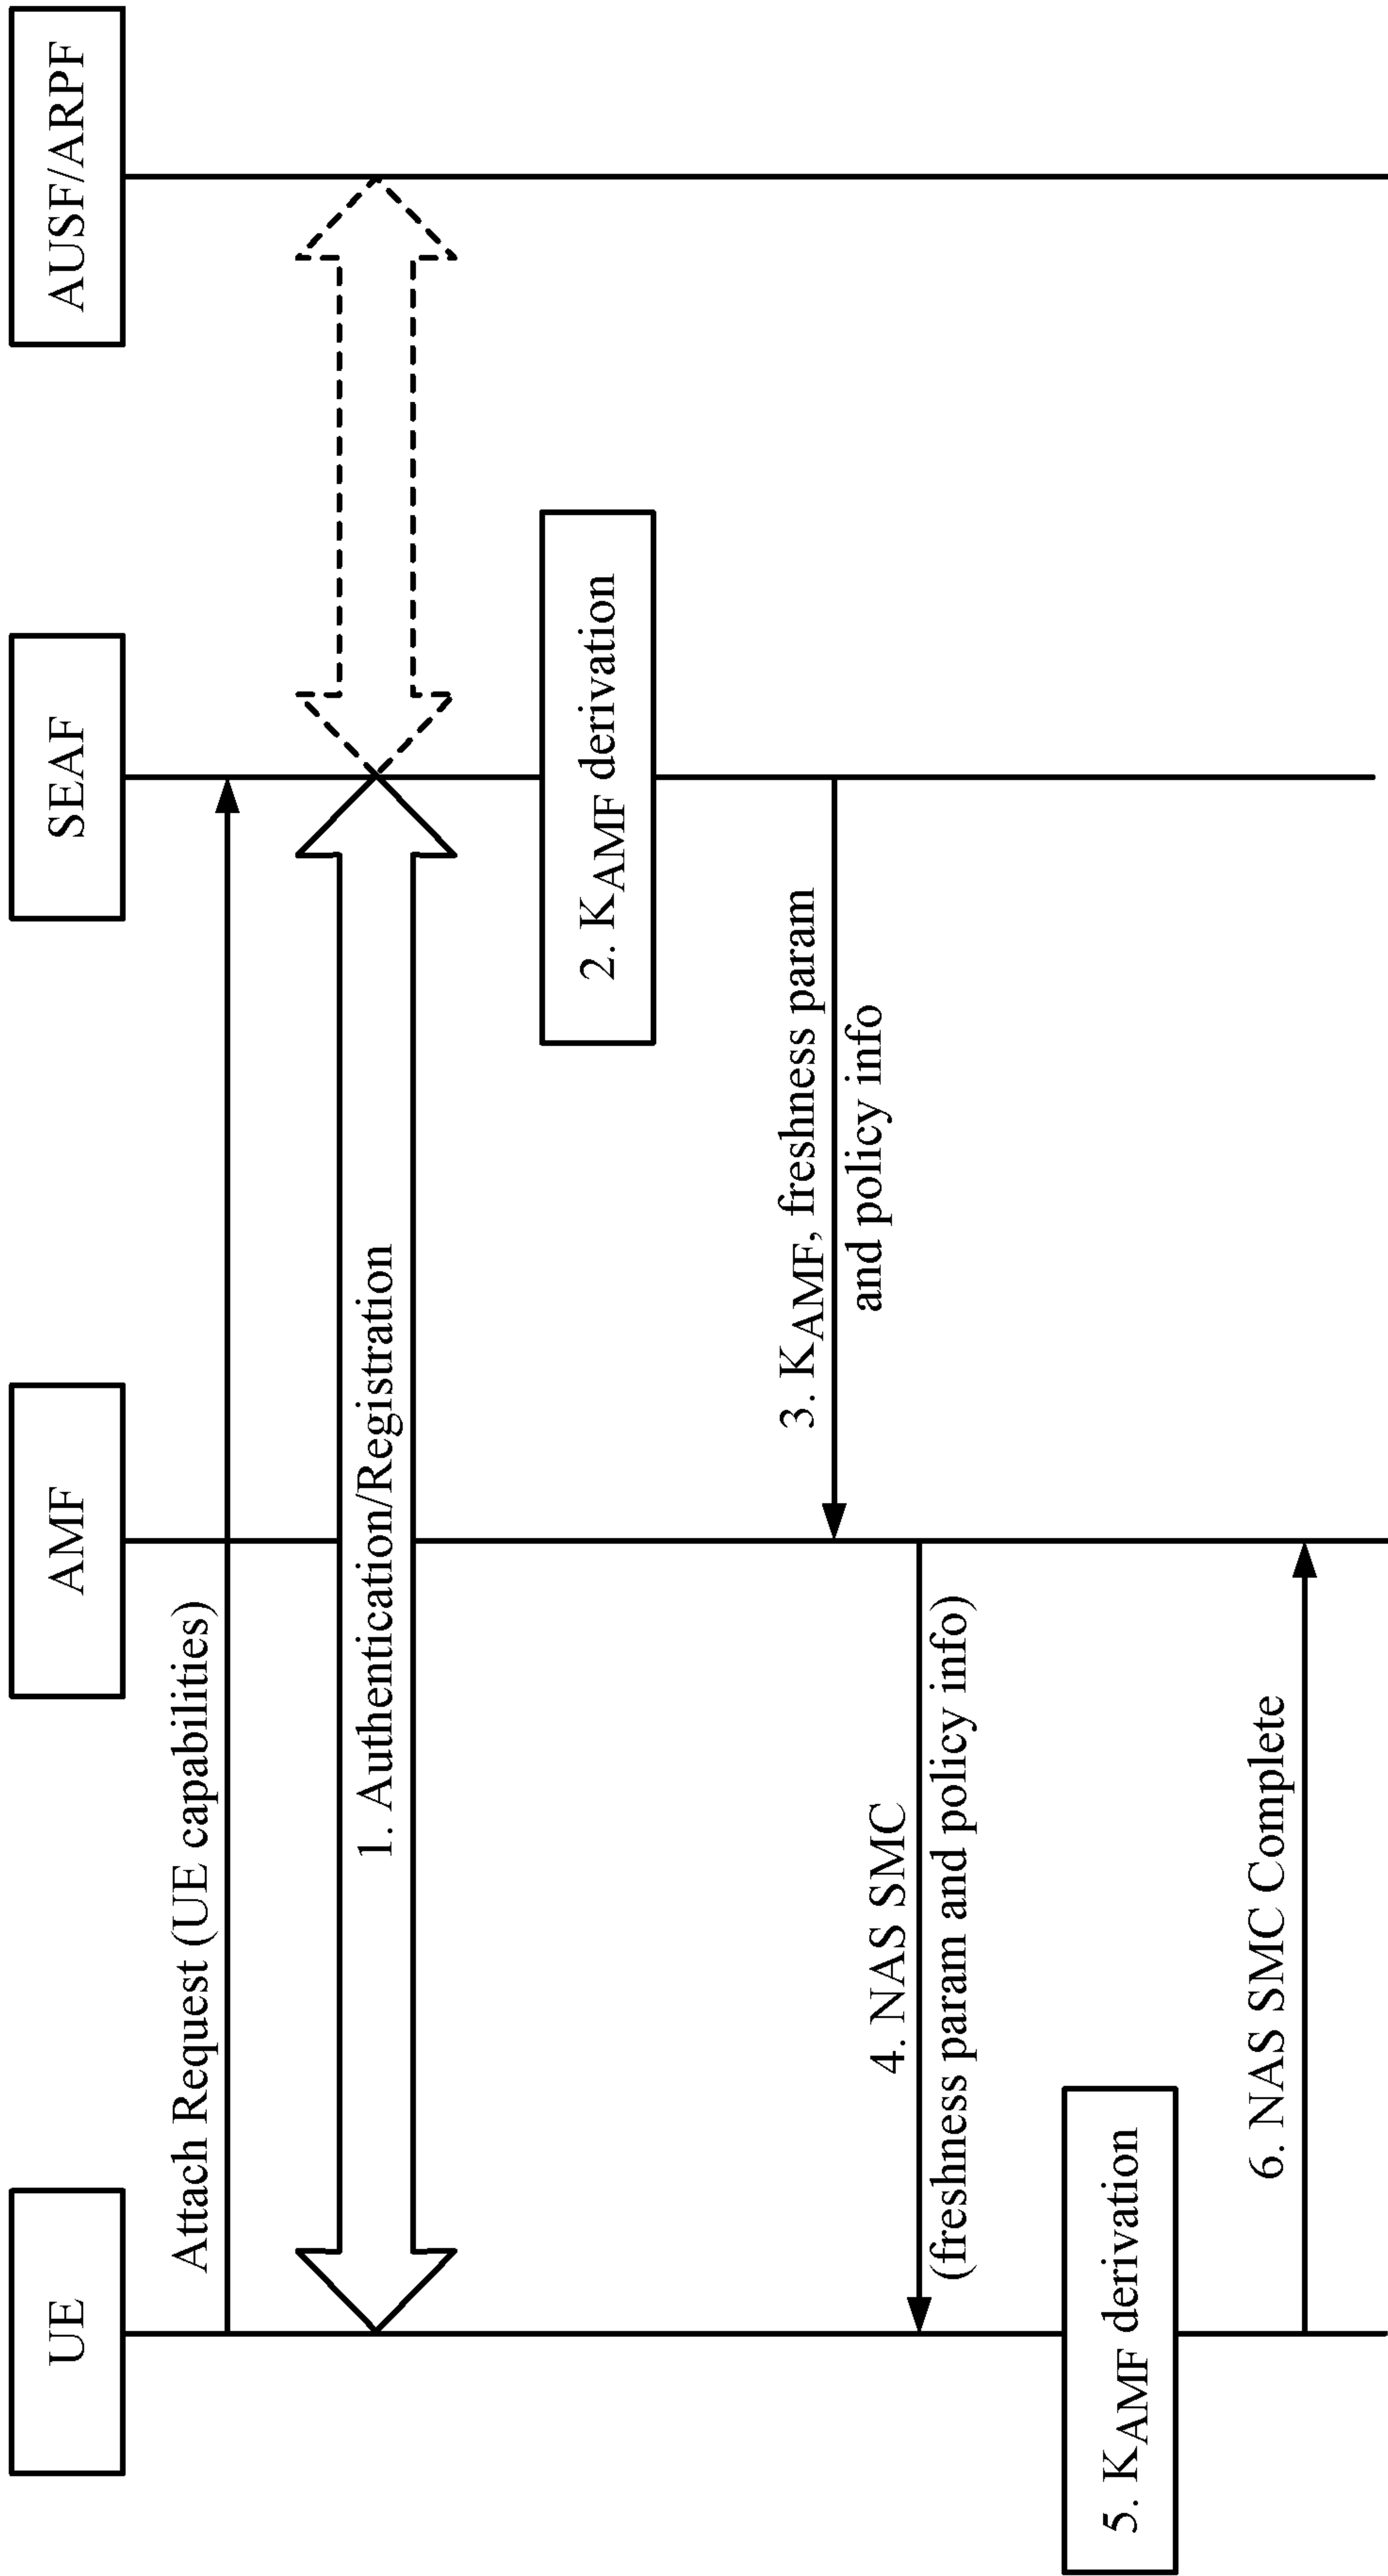 UE
AMF
SEAF
AUSF/ARPF
Attach Request (UE capabilities)
1. Authentication/Registration
2. KAMF derivation
3. KAMF, freshness param
and policy info
4. NAS SMC
(freshness param and policy info)
5. KAMF derivation
6. NAS SMC Complete